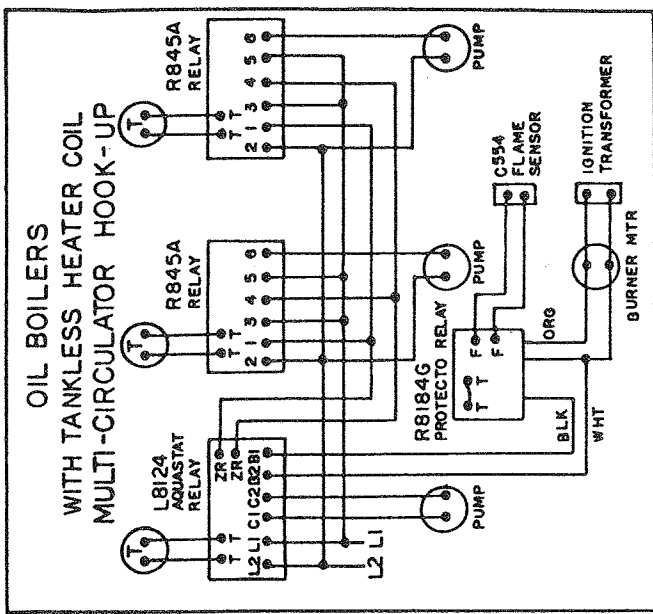 OIL BOILERS
WITH TANKLESS HEATER COIL
MULTI-CIRCULATOR HOOK-UP
T
L8124
AQUASTAT
RELAY
T T
ZR
ZR
L2 L1 C1 C2 B2 B1
L2 L1
PUMP
T
R845A
RELAY
T T
2 1 3 4 5 6
PUMP
T
R845A
RELAY
T T
2 1 3 4 5 6
PUMP
R8184G
PROTECTO RELAY
T T
F F
BLK
WHT
ORG
C554
FLAME
SENSOR
BURNER MTR
IGNITION
TRANSFORMER